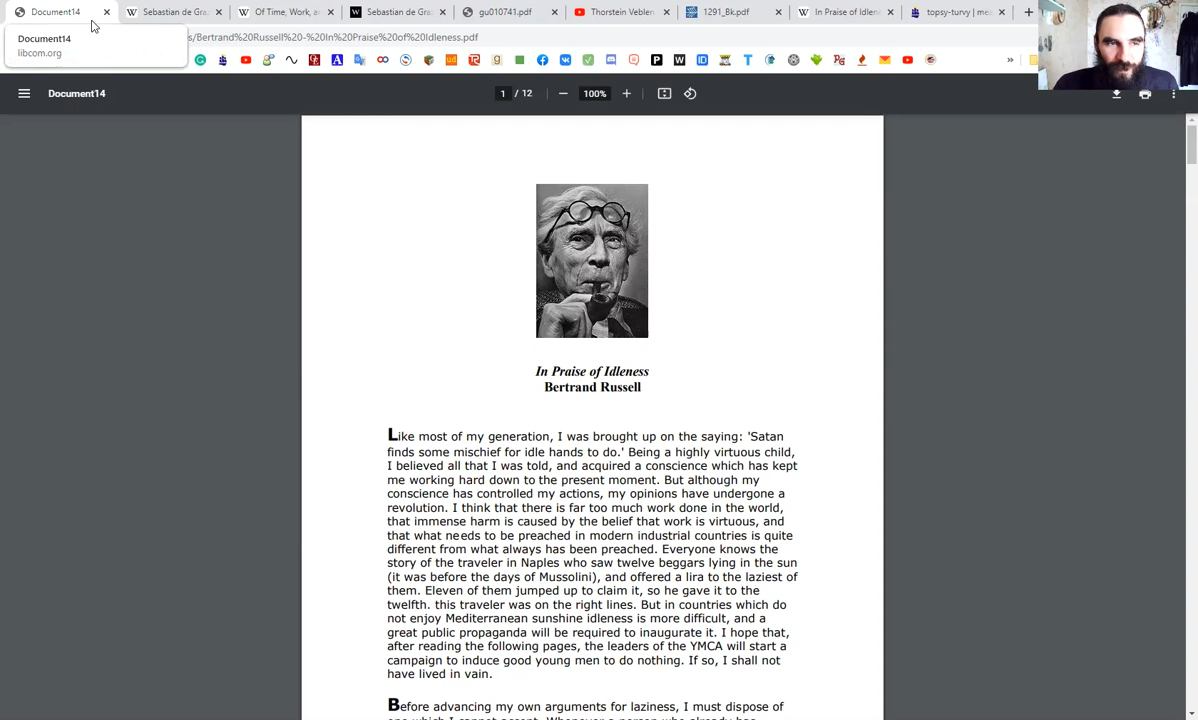 Document14
Sebastian de Gra
Of Time, Work, a
Sebastian de Gra
gu010741.pdf
Thorstein Veblen
1291_Bk.pdf
In Praise of Idlen
topsy-turvy | mea
Document14
libcom.org
s/Bertrand%20Russell%20-%20In%20Praise%20of%20Idleness.pdf
Document14
1 / 12
100%
In Praise of Idleness
Bertrand Russell
Like most of my generation, I was brought up on the saying: 'Satan
finds some mischief for idle hands to do.' Being a highly virtuous child,
I believed all that I was told, and acquired a conscience which has kept
me working hard down to the present moment. But although my
conscience has controlled my actions, my opinions have undergone a
revolution. I think that there is far too much work done in the world,
that immense harm is caused by the belief that work is virtuous, and
that what needs to be preached in modern industrial countries is quite
different from what always has been preached. Everyone knows the
story of the traveler in Naples who saw twelve beggars lying in the sun
(it was before the days of Mussolini), and offered a lira to the laziest of
them. Eleven of them jumped up to claim it, so he gave it to the
twelfth. this traveler was on the right lines. But in countries which do
not enjoy Mediterranean sunshine idleness is more difficult, and a
great public propaganda will be required to inaugurate it. I hope that,
after reading the following pages, the leaders of the YMCA will start a
campaign to induce good young men to do nothing. If so, I shall not
have lived in vain.
Before advancing my own arguments for laziness, I must dispose of
one which I cannot accept. Whenever a person who already has